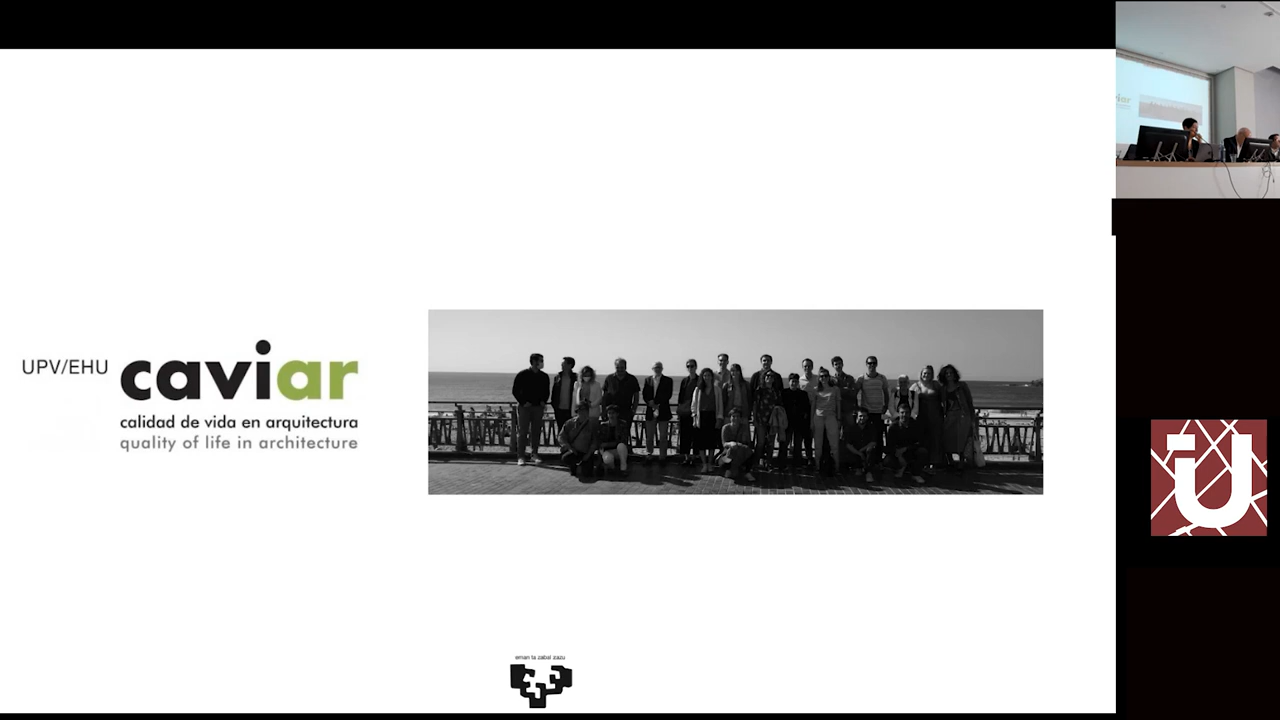 UPV/EHU
caviar
calidad de vida en arquitectura
quality of life in architecture
eman ta zabal zazu
U